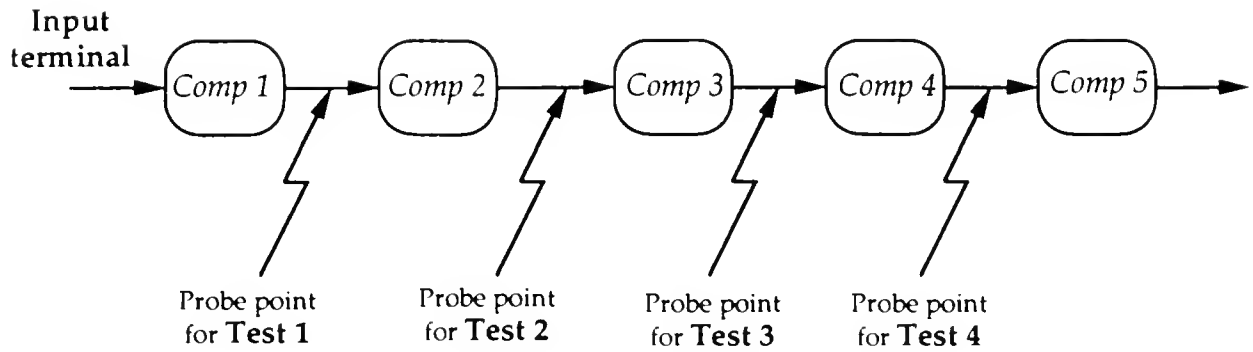 Input
terminal
Comp 1
Comp 2
Comp 3
Comp 4
Comp 5
Probe point
for Test 1
Probe point
for Test 2
Probe point
for Test 3
Probe point
for Test 4